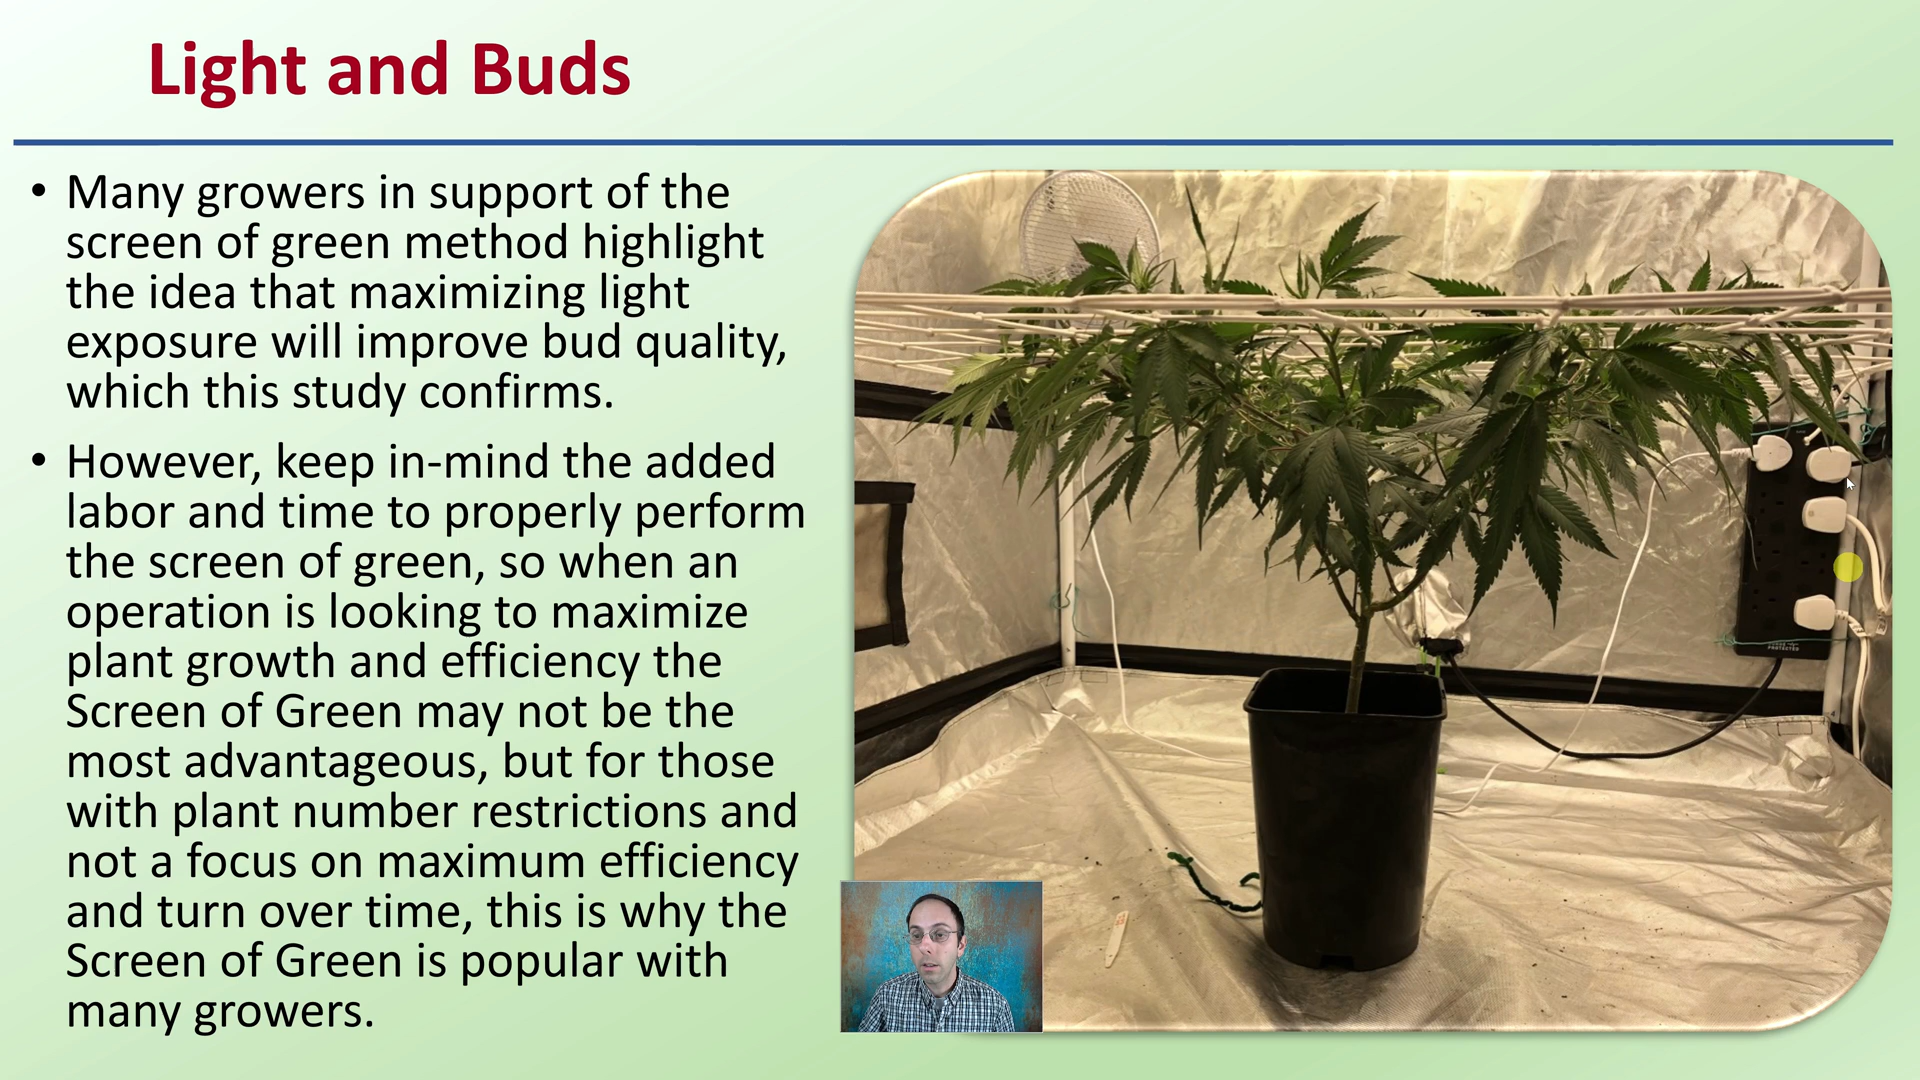 Light and Buds
• Many growers in support of the
screen of green method highlight
the idea that maximizing light
exposure will improve bud quality,
which this study confirms.
• However, keep in-mind the added
labor and time to properly perform
the screen of green, so when an
operation is looking to maximize
plant growth and efficiency the
Screen of Green may not be the
most advantageous, but for those
with plant number restrictions and
not a focus on maximum efficiency
and turn over time, this is why the
Screen of Green is popular with
many growers.
PROTECTED